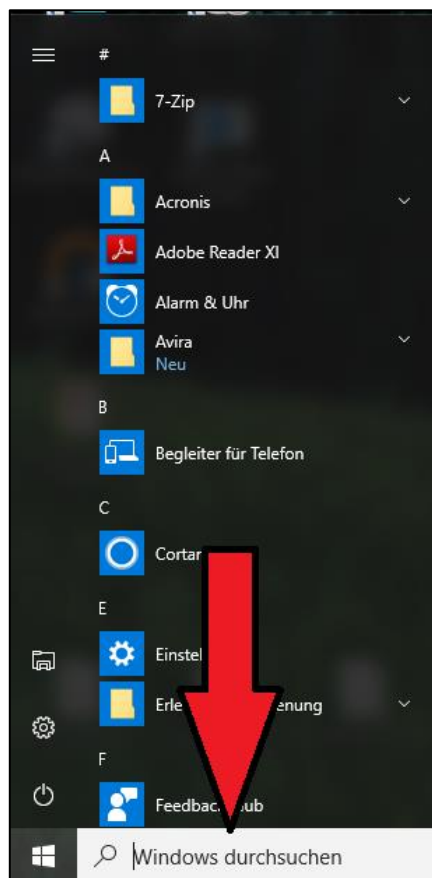 #
7-Zip
A
Acronis
Adobe Reader XI
Alarm & Uhr
Avira
Neu
B
Begleiter für Telefon
C
E
F
Windows durchsuchen